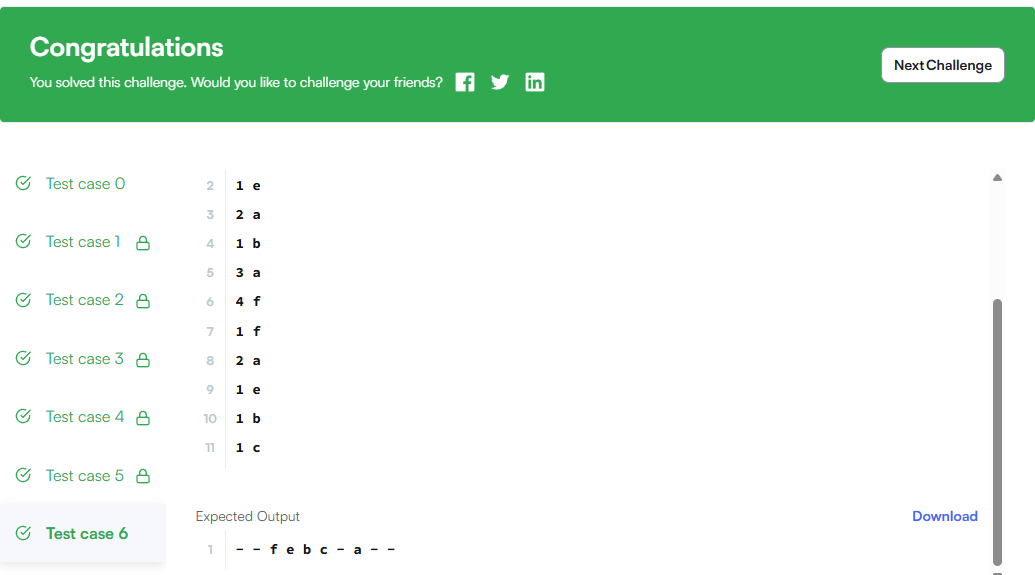 Congratulations
You solved this challenge. Would you like to challenge your friends?
Next Challenge
Test case 0
Test case 1
Test case 2
Test case 3
Test case 4
Test case 5
Test case 6
2 1 e
3 2 a
4 1 b
5 3 a
6 4 f
7 1 f
8 2 a
9 1 e
10 1 b
11 1 c
Expected Output
Download
1 - - f e b c - a - -